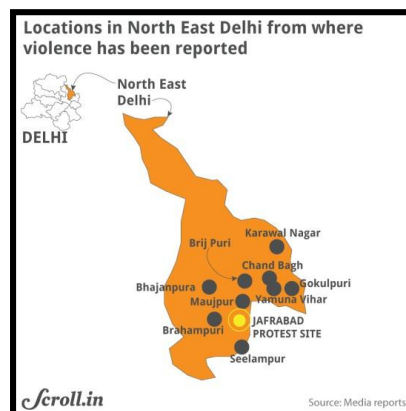 Locations in North East Delhi from where
violence has been reported
North East
Delhi
DELHI
Karawal Nagar
Brij Puri
Chand Bagh
Gokulpuri
Bhajanpura
Maujpur
Yamuna Vihar
Brahampuri
JAFRABAD
PROTEST SITE
Seelampur
Scroll.in
Source: Media reports